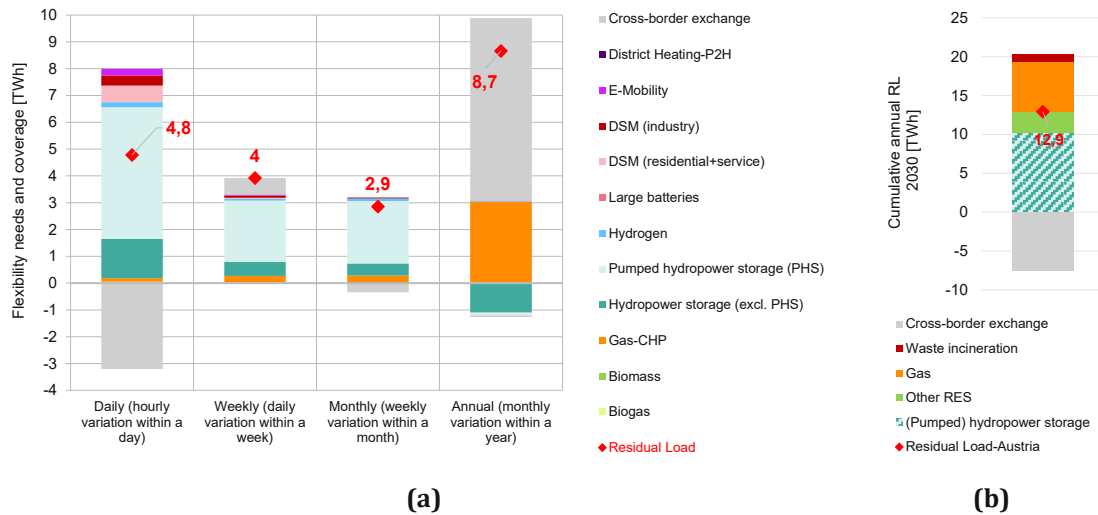 Flexibility needs and coverage [TWh]
10
9
8
7
6
5
4
3
2
1
0
-1
-2
-3
-4
4,8
4
2,9
8,7
Daily (hourly
variation within a
day)
Weekly (daily
variation within a
week)
Monthly (weekly
variation within a
month)
Annual (monthly
variation within a
year)
Cross-border exchange
District Heating-P2H
E-Mobility
DSM (industry)
DSM (residential+service)
Large batteries
Hydrogen
Pumped hydropower storage (PHS)
Hydropower storage (excl. PHS)
Gas-CHP
Biomass
Biogas
Residual Load
(a)
Cumulative annual RL
2030 [TWh]
25
20
15
10
5
0
-5
-10
12,9
Cross-border exchange
Waste incineration
Gas
Other RES
(Pumped) hydropower storage
Residual Load-Austria
(b)